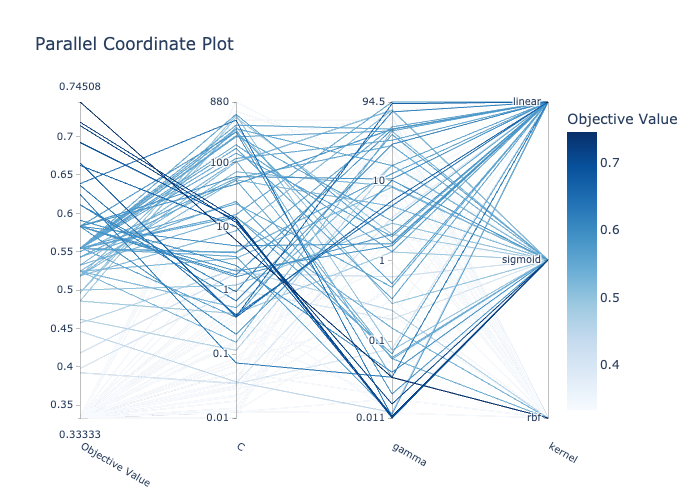 Parallel Coordinate Plot
0.74508
0.7
0.65
0.6
0.55
0.5
0.45
0.4
0.35
0.33333
Objective Value
880
100
10
1
0.1
0.01
C
94.5
10
1
0.1
0.011
gamma
linear
sigmoid
rbf
kernel
Objective Value
0.7
0.6
0.5
0.4